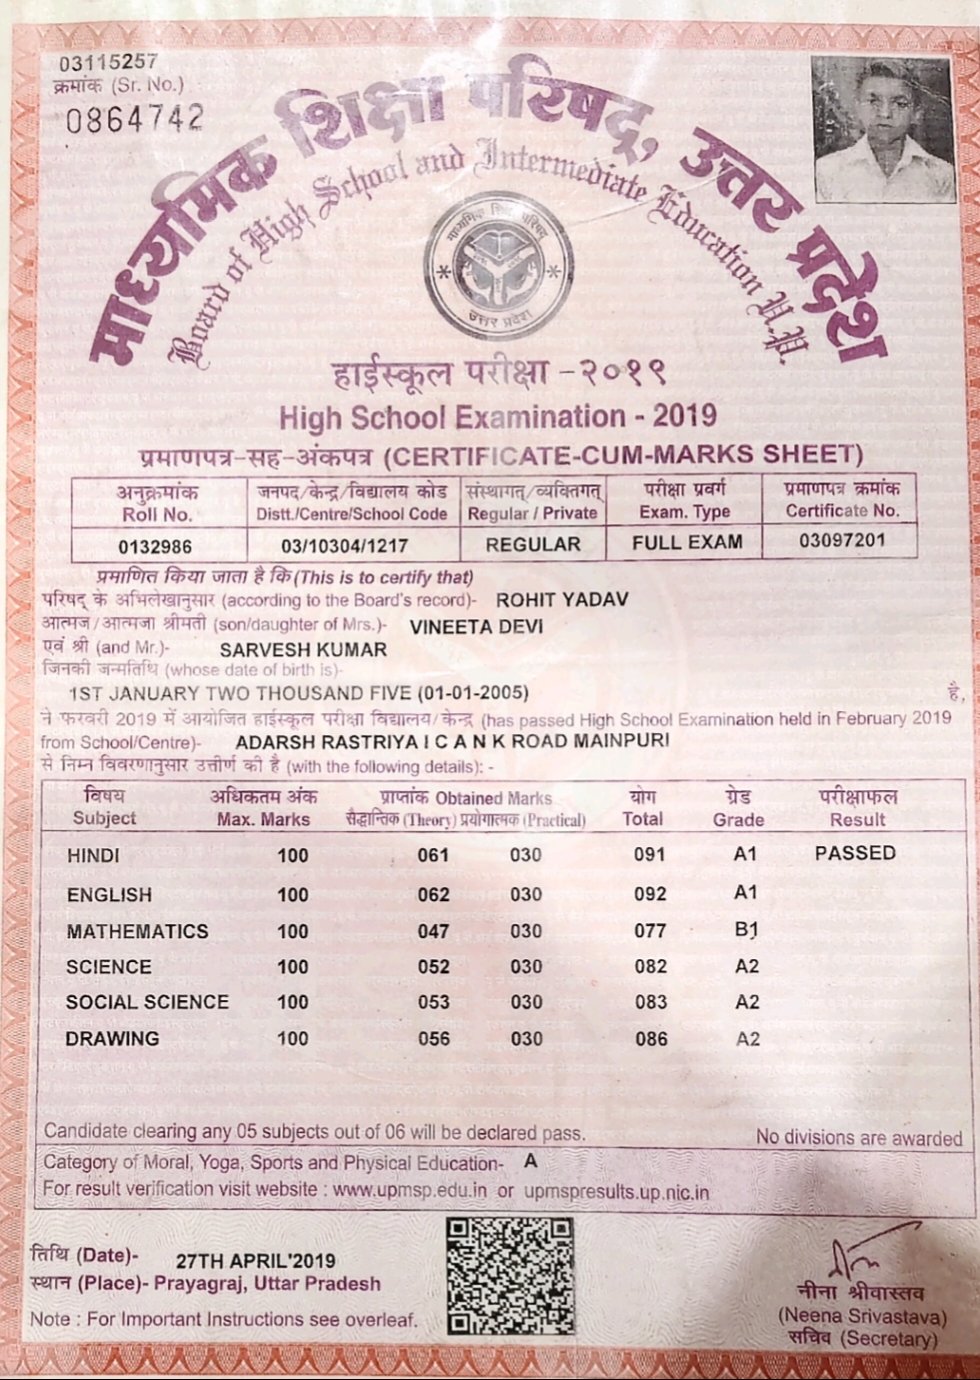 03115257
क्रमांक (Sr. No.)
0864742
माध्यमिक शिक्षा परिषद्, उत्तर प्रदेश
Board of High School and Intermediate Education U.P.
माध्यमिक शिक्षा परिषद
उत्तर प्रदेश
हाईस्कूल परीक्षा -२०१९
High School Examination - 2019
प्रमाणपत्र-सह-अंकपत्र (CERTIFICATE-CUM-MARKS SHEET)
अनुक्रमांक जनपद/केन्द्र/विद्यालय कोड संस्थागत/व्यक्तिगत परीक्षा प्रवर्ग प्रमाणपत्र क्रमांक
Roll No. Distt./Centre/School Code Regular / Private Exam. Type Certificate No.
0132986 03/10304/1217 REGULAR FULL EXAM 03097201
प्रमाणित किया जाता है कि (This is to certify that)
परिषद् के अभिलेखानुसार (according to the Board's record)- ROHIT YADAV
आत्मज/आत्मजा श्रीमती (son/daughter of Mrs.)- VINEETA DEVI
एवं श्री (and Mr.)- SARVESH KUMAR
जिनकी जन्मतिथि (whose date of birth is)-
1ST JANUARY TWO THOUSAND FIVE (01-01-2005) है,
ने फरवरी 2019 में आयोजित हाईस्कूल परीक्षा विद्यालय/केन्द्र (has passed High School Examination held in February 2019
from School/Centre)- ADARSH RASTRIYA I C A N K ROAD MAINPURI
से निम्न विवरणानुसार उत्तीर्ण की है (with the following details): -
विषय अधिकतम अंक प्राप्तांक Obtained Marks योग ग्रेड परीक्षाफल
Subject Max. Marks सैद्धान्तिक (Theory) प्रयोगात्मक (Practical) Total Grade Result
HINDI 100 061 030 091 A1 PASSED
ENGLISH 100 062 030 092 A1
MATHEMATICS 100 047 030 077 B1
SCIENCE 100 052 030 082 A2
SOCIAL SCIENCE 100 053 030 083 A2
DRAWING 100 056 030 086 A2
Candidate clearing any 05 subjects out of 06 will be declared pass. No divisions are awarded
Category of Moral, Yoga, Sports and Physical Education- A
For result verification visit website : www.upmsp.edu.in or upmspresults.up.nic.in
तिथि (Date)- 27TH APRIL'2019
स्थान (Place)- Prayagraj, Uttar Pradesh
Note : For Important Instructions see overleaf.
नीना श्रीवास्तव
(Neena Srivastava)
सचिव (Secretary)